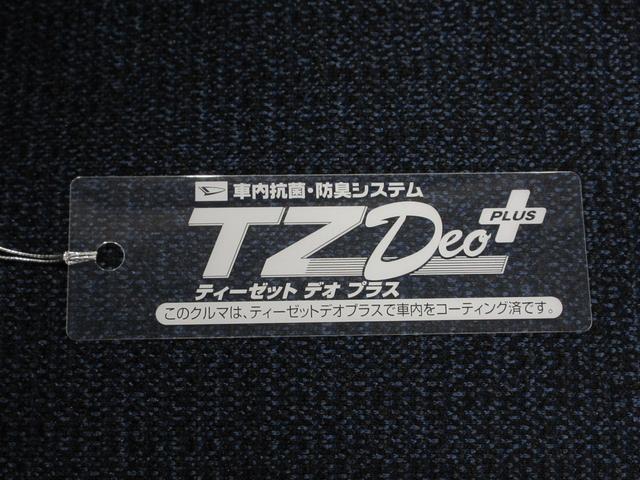 車内抗菌・防臭システム
TZ Deo PLUS
ティーゼット デオ プラス
このクルマは、ティーゼットデオプラスで車内をコーティング済です。